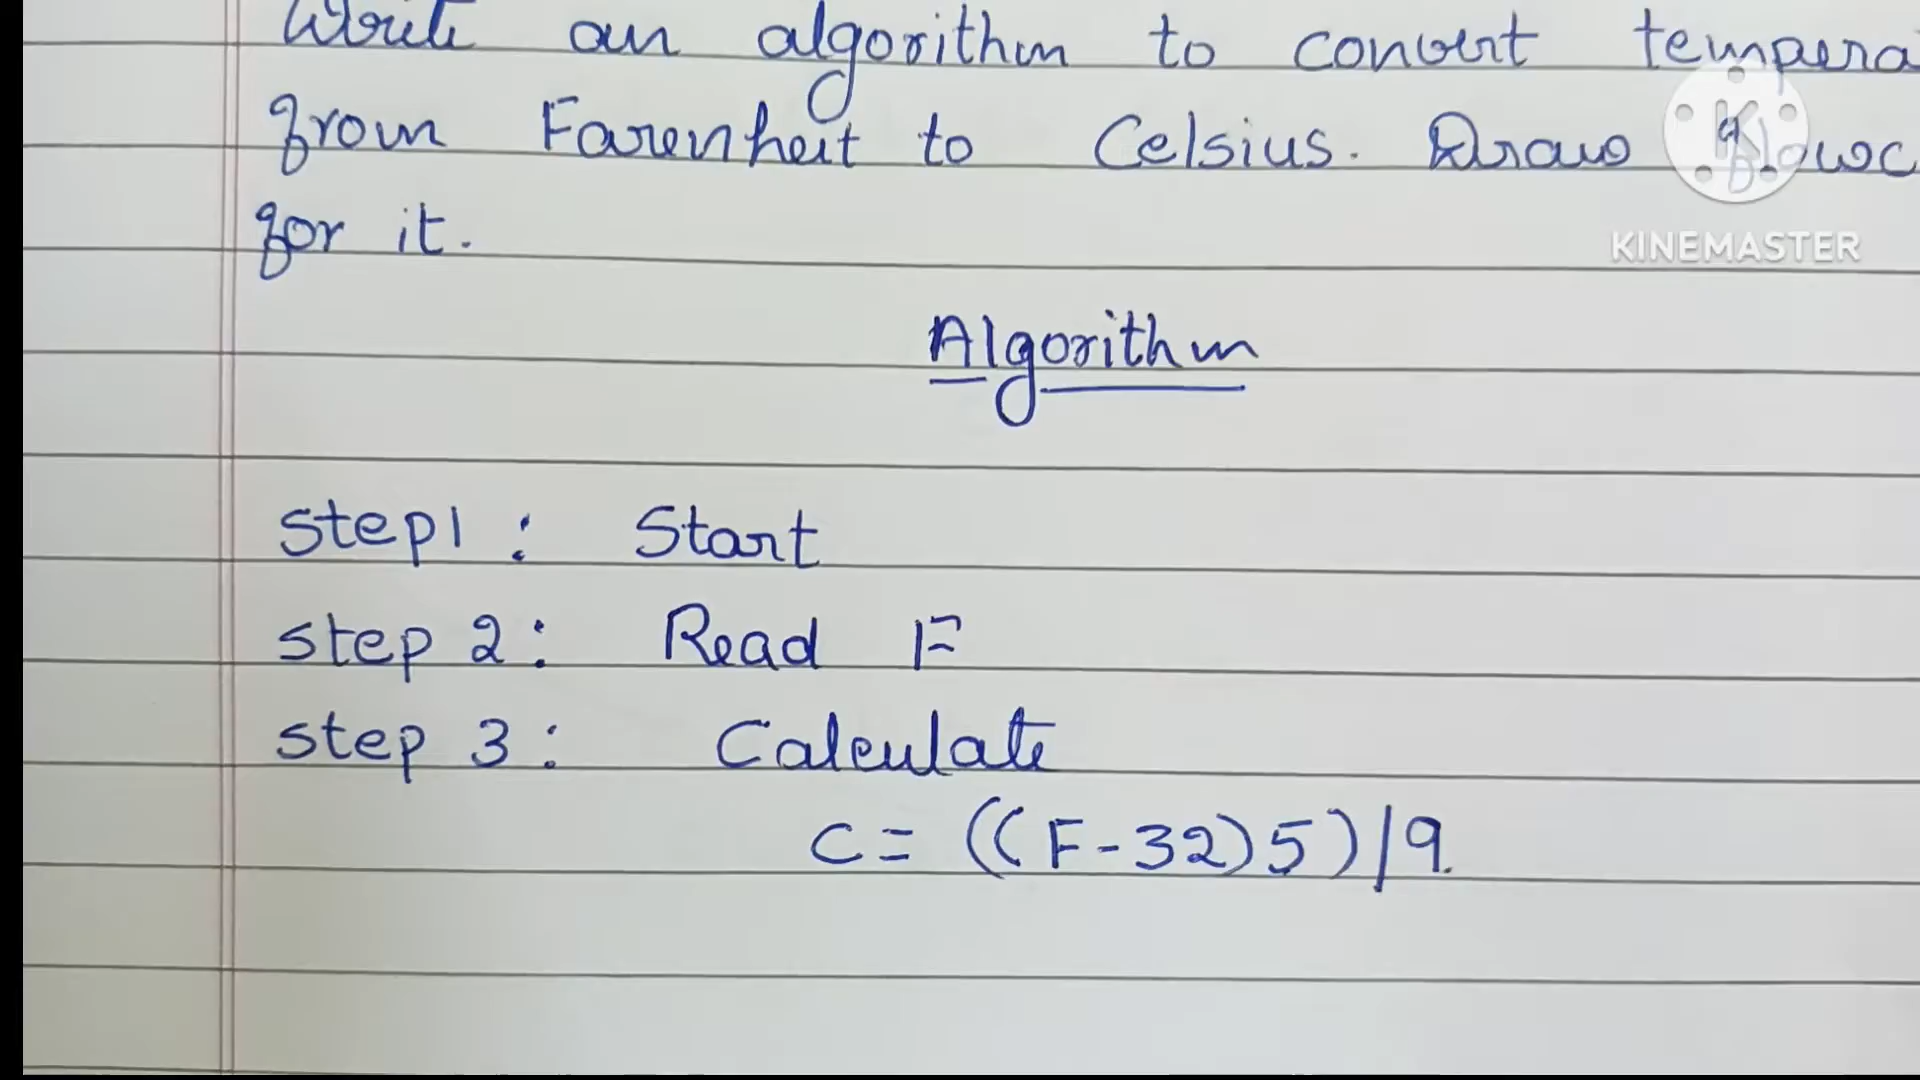 Write an algorithm to convert tempera
from Farenheit to Celsius. Draw flowc
for it.
KINEMASTER
Algorithm
Step1 : Start
step 2 : Read F
step 3 : Calculate
C = ((F-32)5)/9.